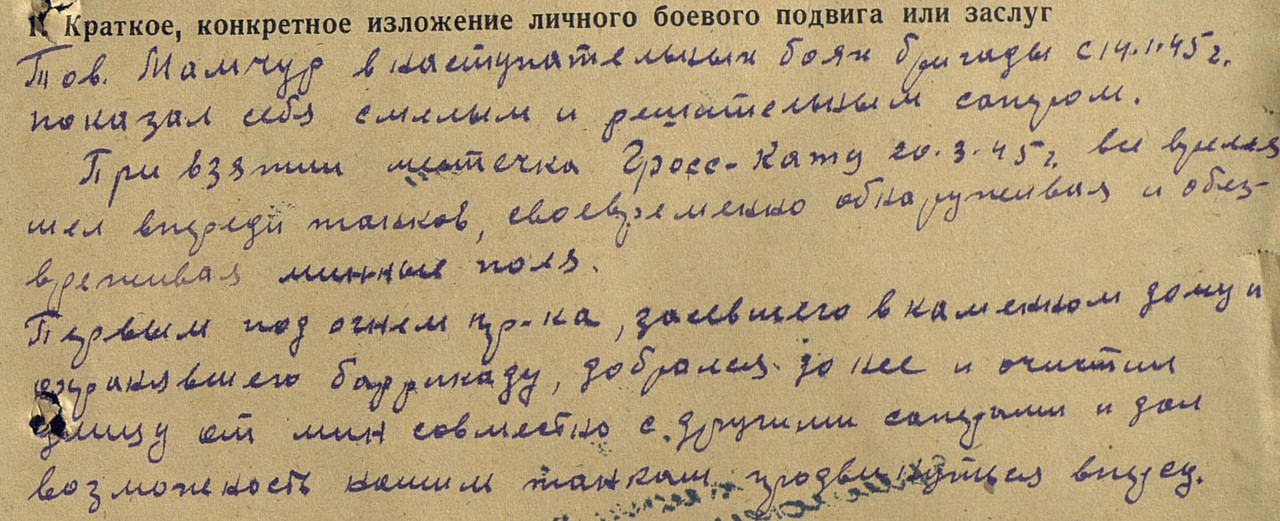 I. Краткое, конкретное изложение личного боевого подвига или заслуг
Тов. Мамчур в наступательных боях бригады с 14.1.45 г.
показал себя смелым и решительным сапером.
При взятии местечка Гросс-Катц 20.3.45 г. все время
шел впереди танков, своевременно обнаруживая и обез-
вреживая минные поля.
Первым под огнем пр-ка, засевшего в каменном дому и
охранявшего баррикаду, добрался до нее и очистил
улицу от мин совместно с другими саперами и дал
возможность нашим танкам продвинуться вперед.